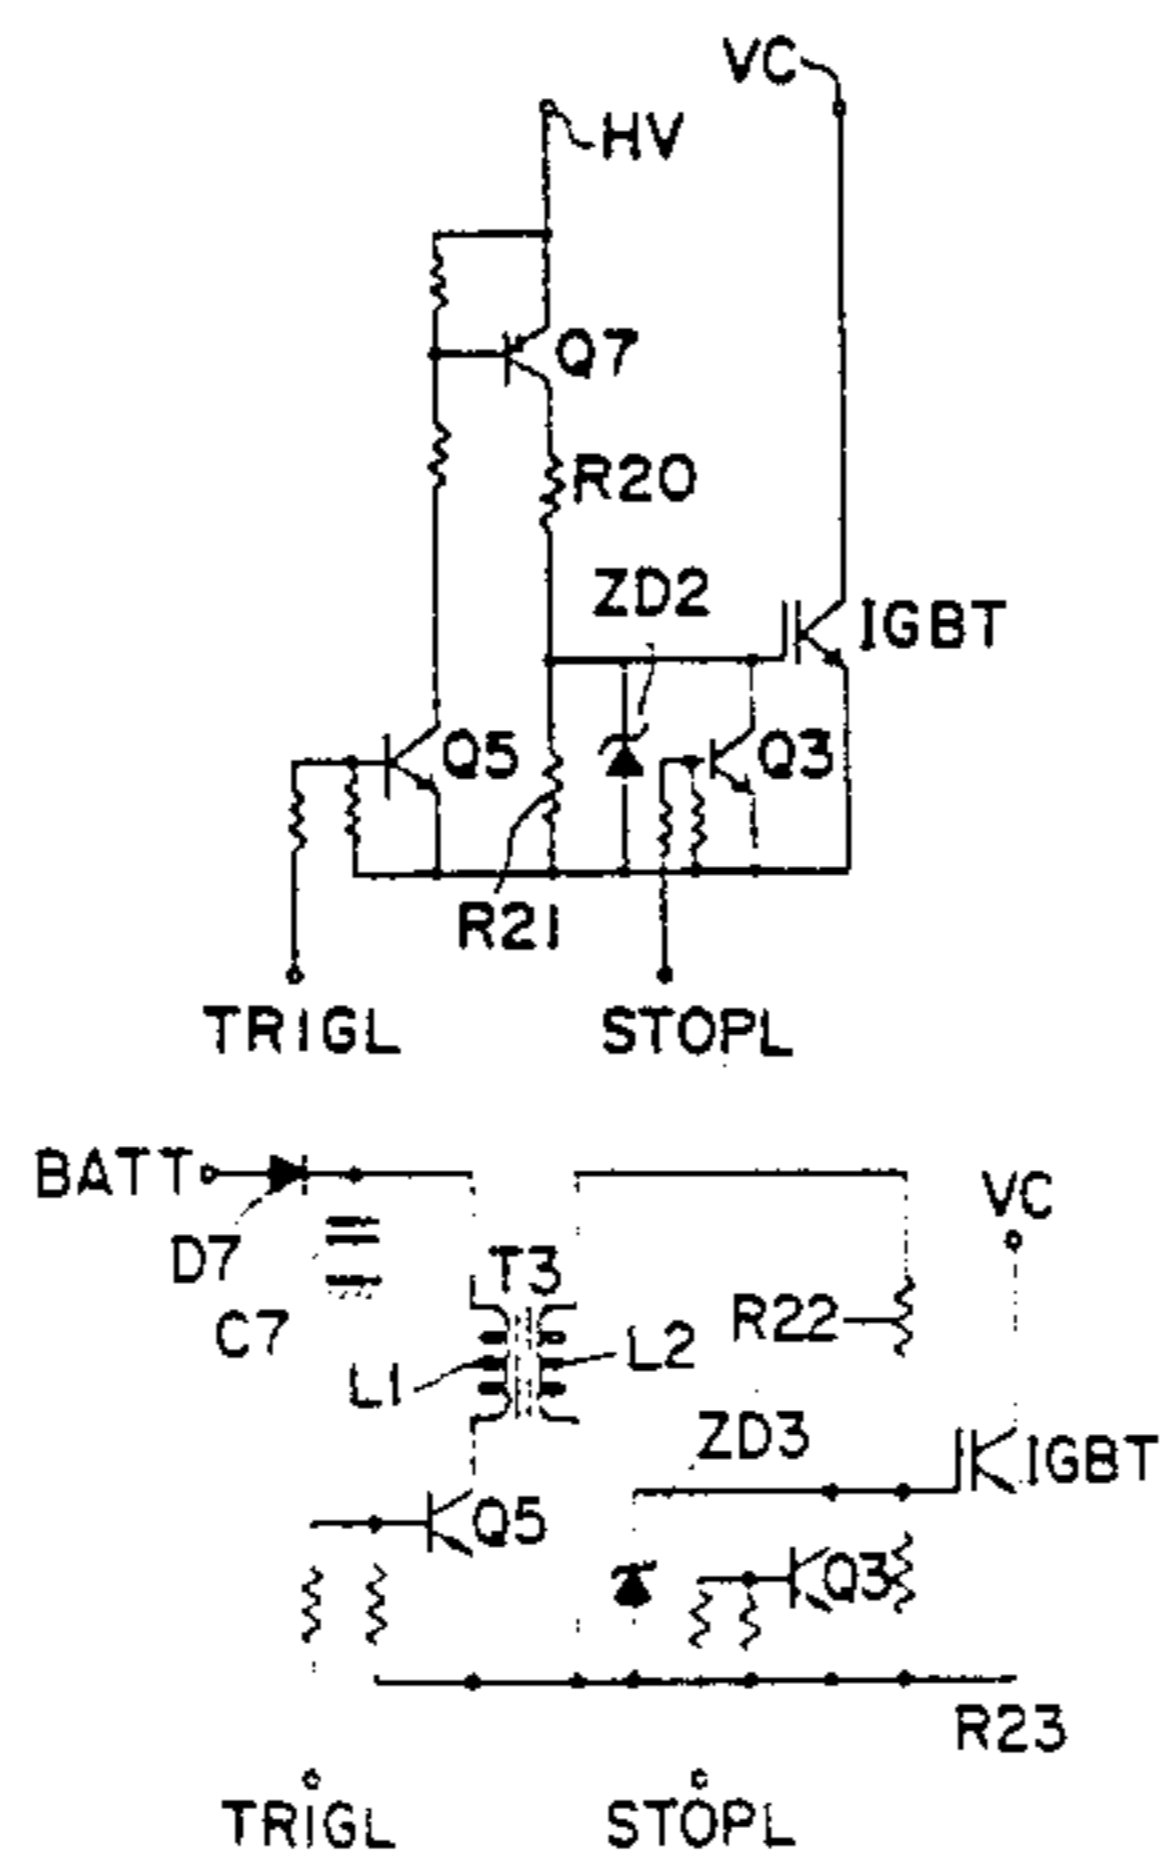 VC
HV
Q7
R20
ZD2
IGBT
Q5
Q3
R21
TRIGL
STOPL
BATT
VC
D7
T3
C7
R22
L2
L1
ZD3
IGBT
Q5
Q3
R23
TRIGL
STOPL